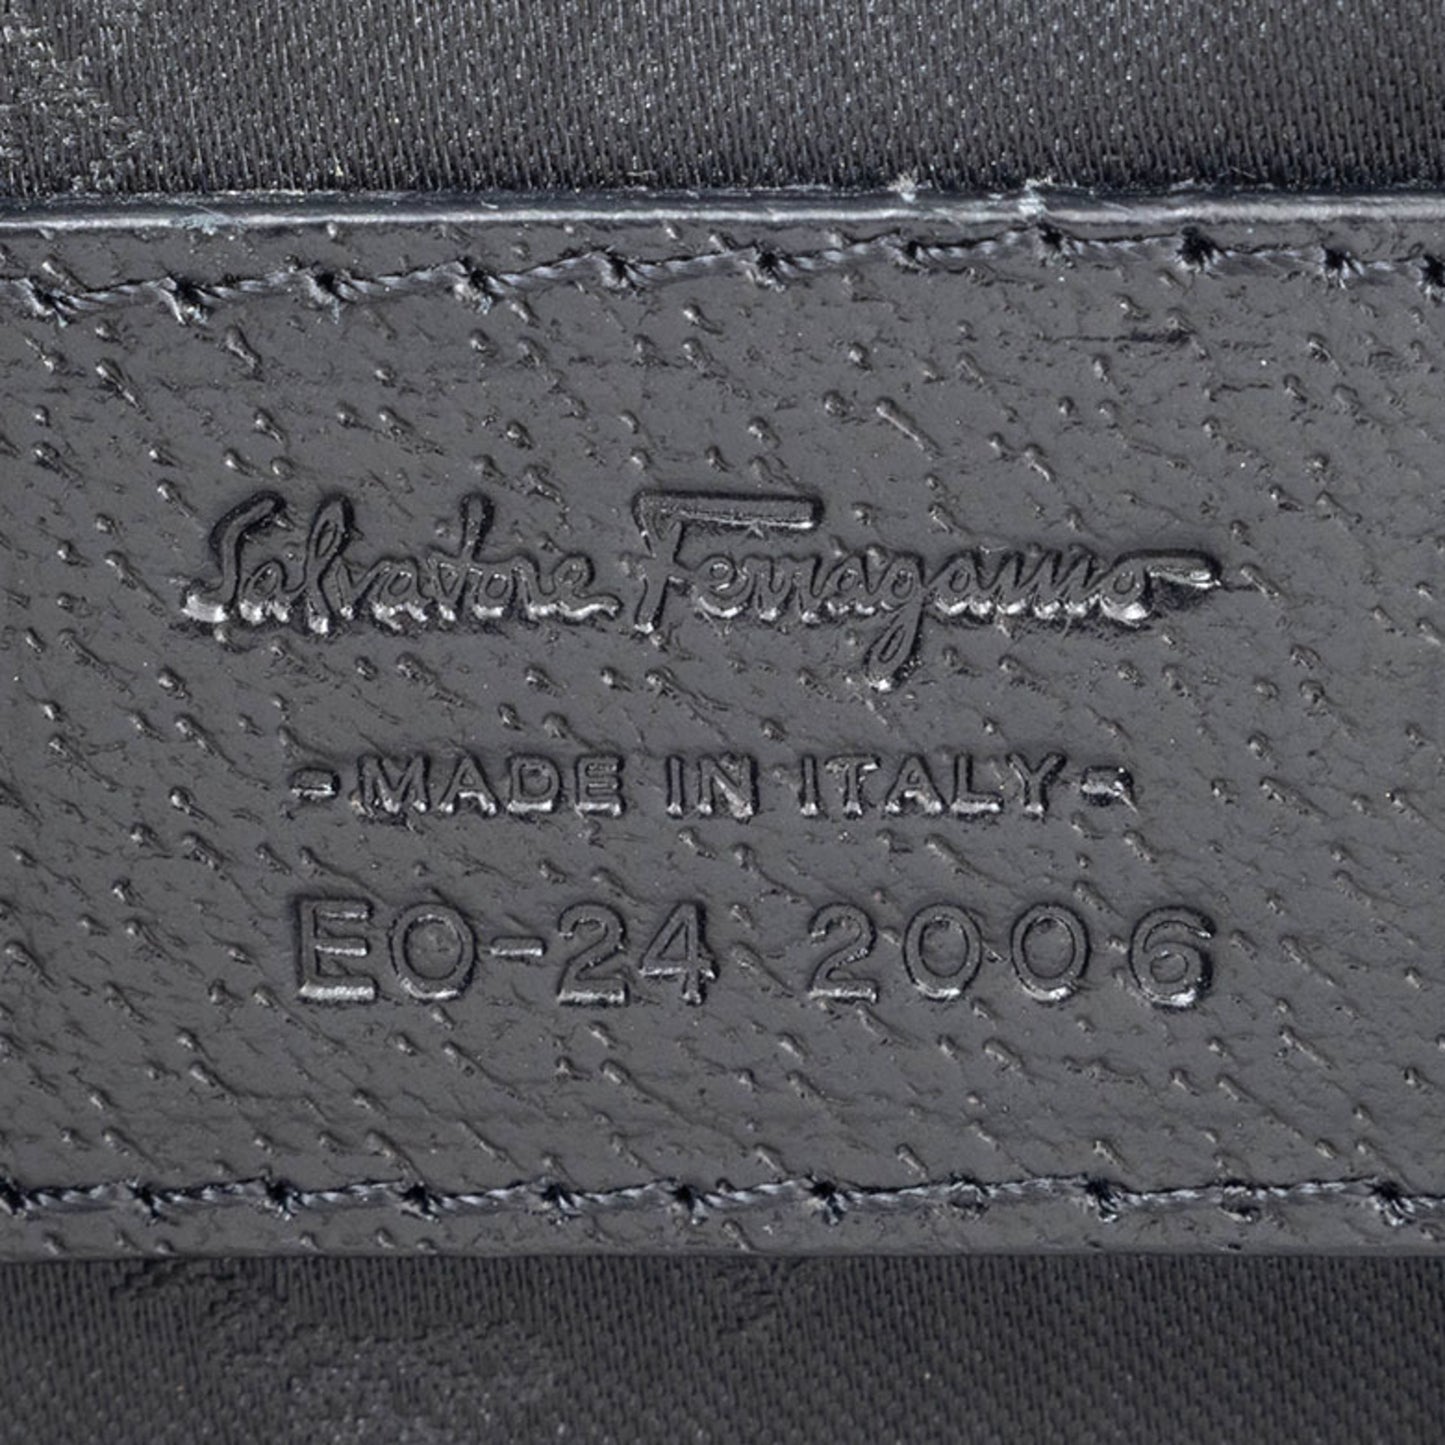 Salvatore Ferragamo
-MADE IN ITALY-
EO-24 2006